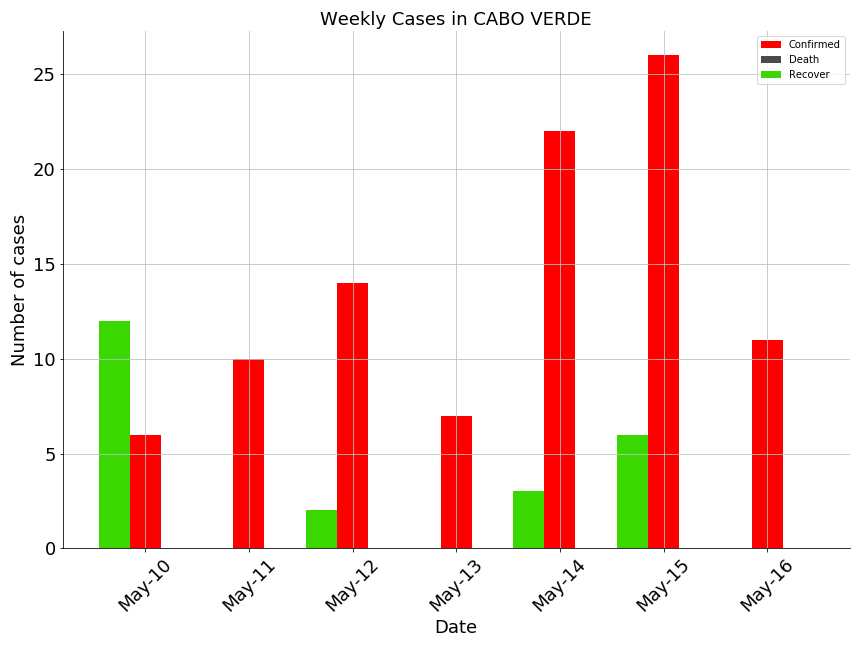 Weekly Cases in CABO VERDE
Confirmed
Death
Recover
Number of cases
25
20
15
10
5
0
May-10
May-11
May-12
May-13
May-14
May-15
May-16
Date